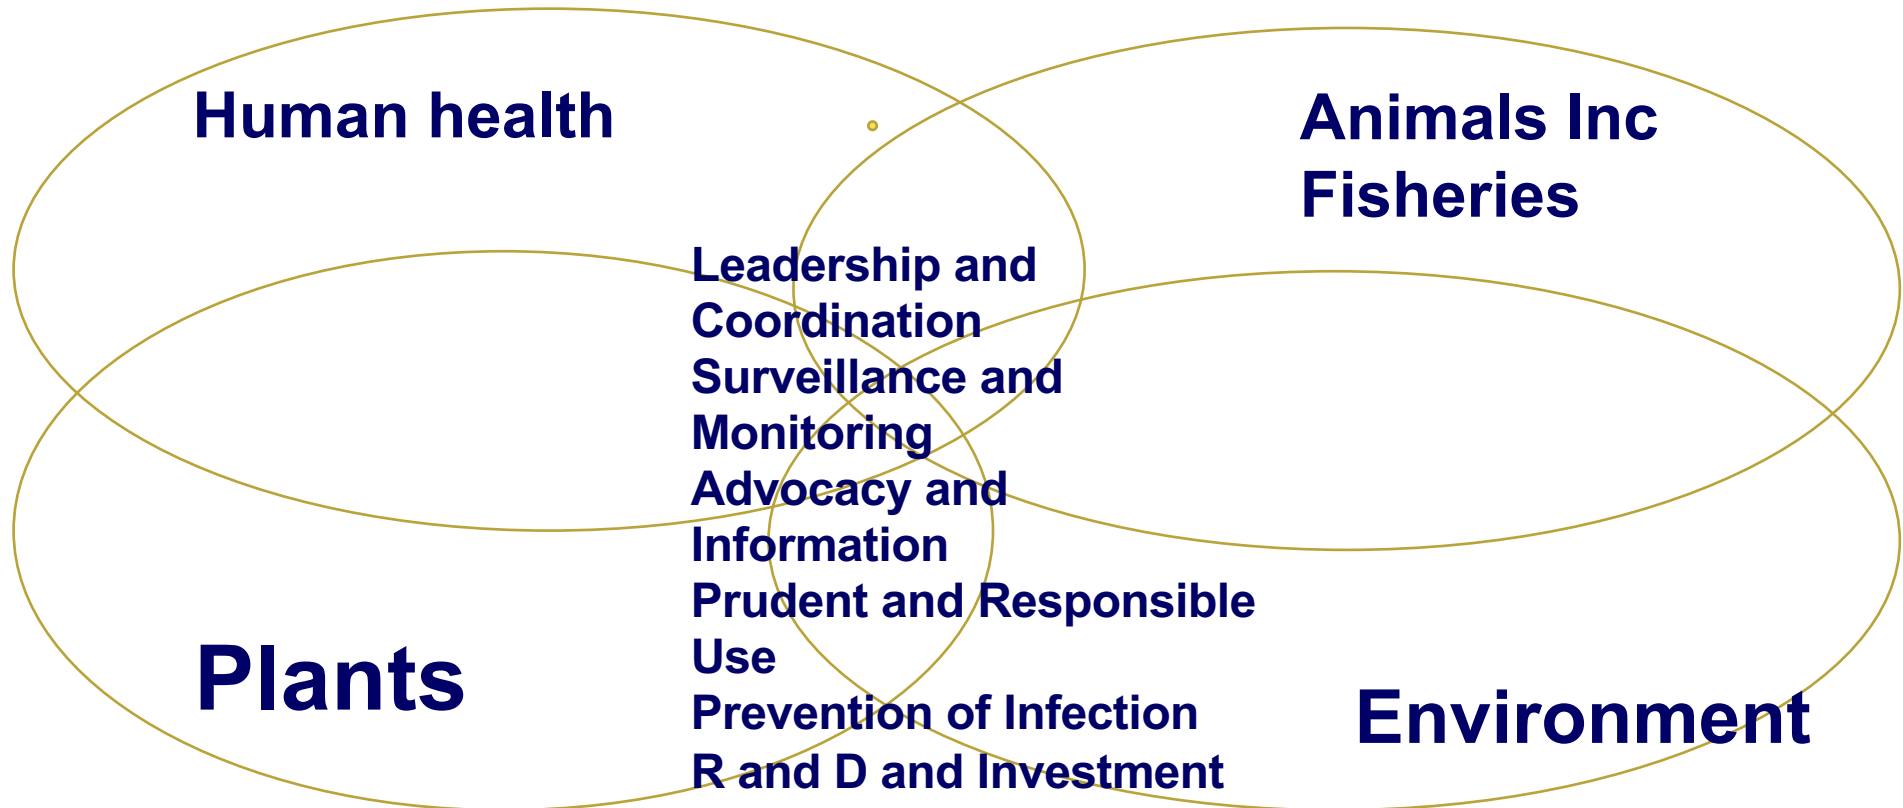 Human health
Animals Inc
Fisheries
Leadership and
Coordination
Surveillance and
Monitoring
Advocacy and
Information
Prudent and Responsible
Use
Prevention of Infection
R and D and Investment
Plants
Environment